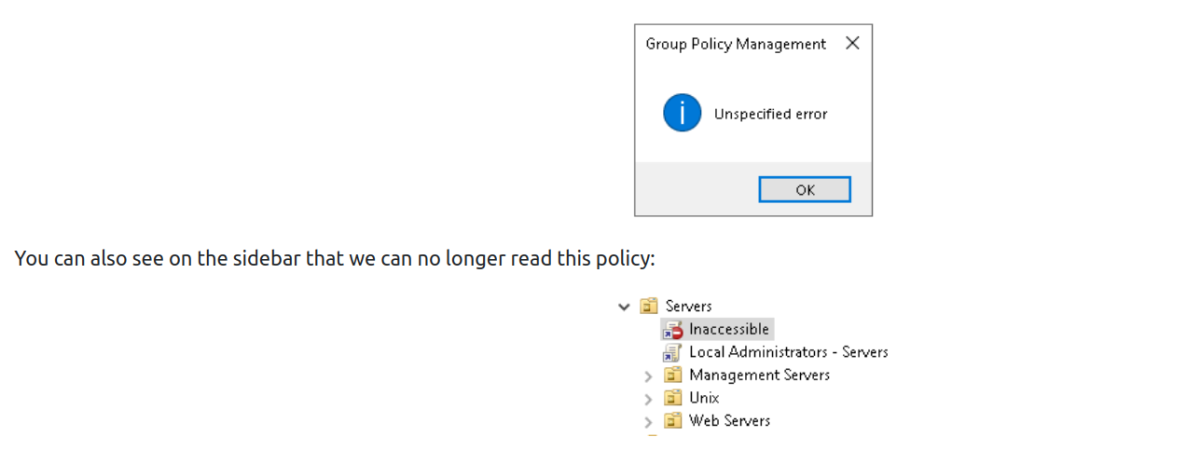 Group Policy Management
Unspecified error
OK
You can also see on the sidebar that we can no longer read this policy:
Servers
Inaccessible
Local Administrators - Servers
Management Servers
Unix
Web Servers